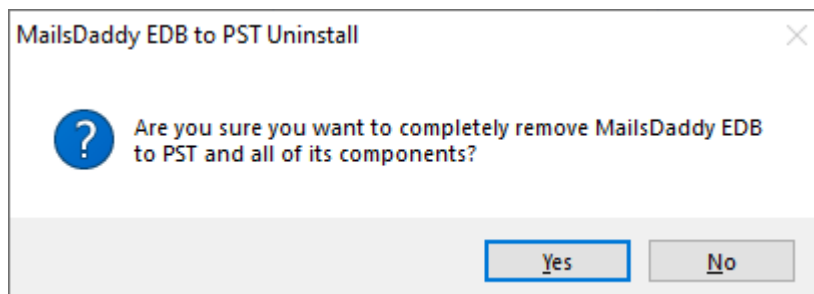 MailsDaddy EDB to PST Uninstall
Are you sure you want to completely remove MailsDaddy EDB
to PST and all of its components?
Yes
No